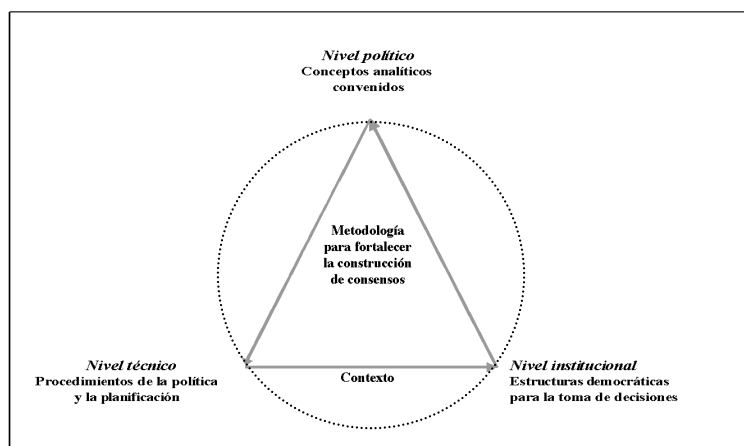 Nivel político
Conceptos analíticos
convenidos
Metodología
para fortalecer
la construcción
de consensos
Nivel técnico
Procedimientos de la política
y la planificación
Contexto
Nivel institucional
Estructuras democráticas
para la toma de decisiones